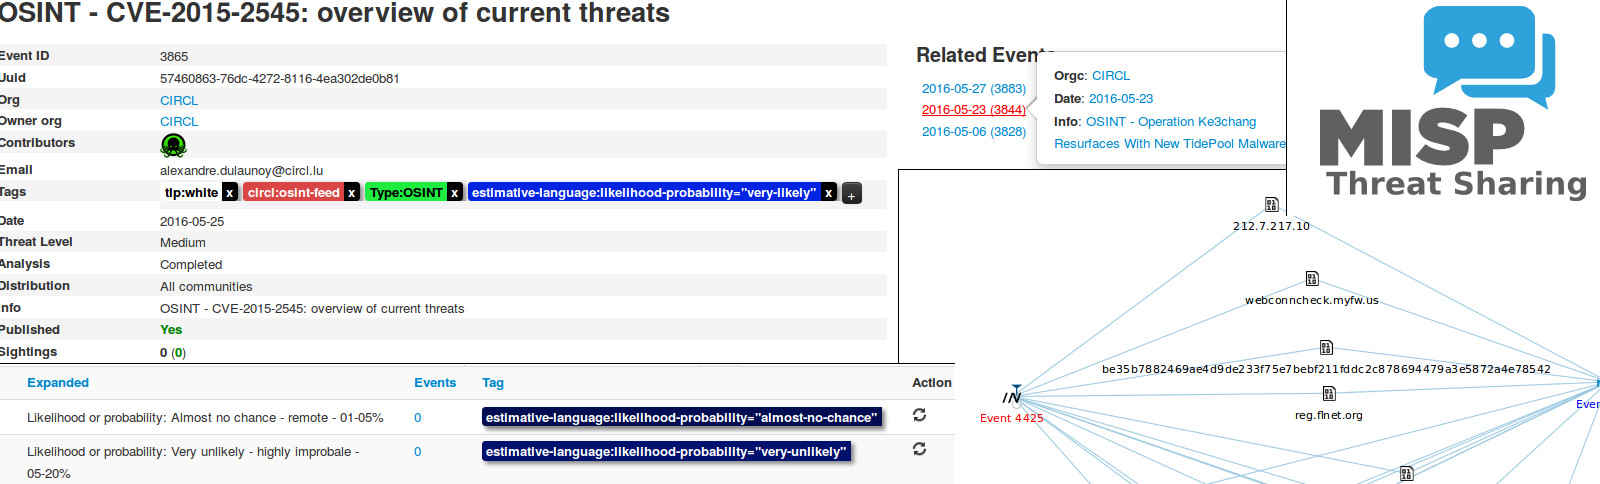 OSINT - CVE-2015-2545: overview of current threats
Event ID 3865
Uuid 57460863-76dc-4272-8116-4ea302de0b81
Org CIRCL
Owner org CIRCL
Contributors
Email alexandre.dulaunoy@circl.lu
Tags tlp:white x circl:osint-feed x Type:OSINT x estimative-language:likelihood-probability="very-likely" x +
Date 2016-05-25
Threat Level Medium
Analysis Completed
Distribution All communities
Info OSINT - CVE-2015-2545: overview of current threats
Published Yes
Sightings 0 (0)
Expanded Events Tag Action
Likelihood or probability: Almost no chance - remote - 01-05% 0 estimative-language:likelihood-probability="almost-no-chance"
Likelihood or probability: Very unlikely - highly improbale - 0 estimative-language:likelihood-probability="very-unlikely"
05-20%
Related Events
2016-05-27 (3883)
2016-05-23 (3844)
2016-05-06 (3828)
Orgc: CIRCL
Date: 2016-05-23
Info: OSINT - Operation Ke3chang
Resurfaces With New TidePool Malware
MISP
Threat Sharing
212.7.217.10
webconncheck.myfw.us
be35b7882469ae4d9de233f75e7bebf211fddc2c878694479a3e5872a4e78542
reg.flnet.org
Event 4425